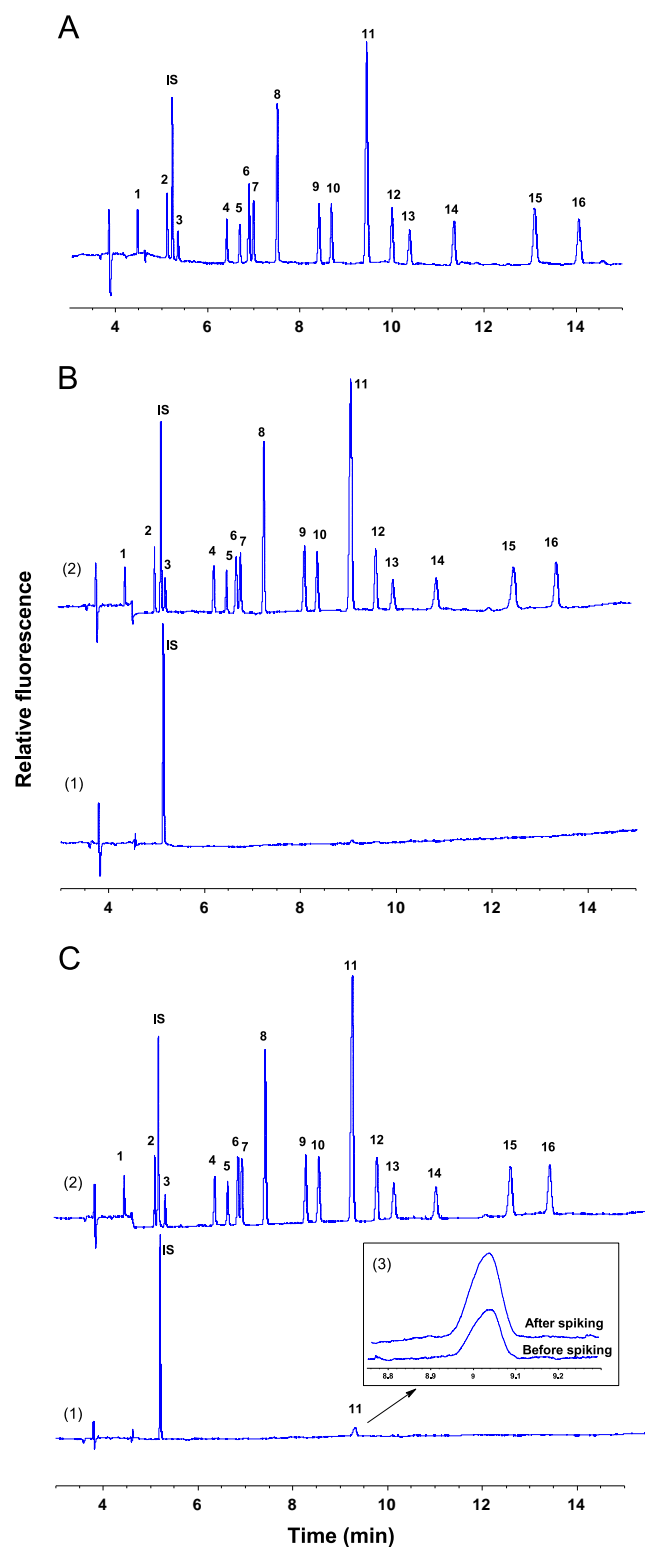 A
11
IS
8
6
2 7
1
9 10
12
15
16
4 5
3
13
14
4 6 8 10 12 14
B
11
IS
8
2
6 7
9 10
12
1
3
4 5
13
14
15
16
(2)
IS
(1)
4 6 8 10 12 14
Relative fluorescence
C
11
IS
8
2
6 7
9 10
12
15 16
1
4 5
3
13
14
(2)
IS
(3)
After spiking
Before spiking
8.8 8.9 9 9.1 9.2
11
(1)
4 6 8 10 12 14
Time (min)